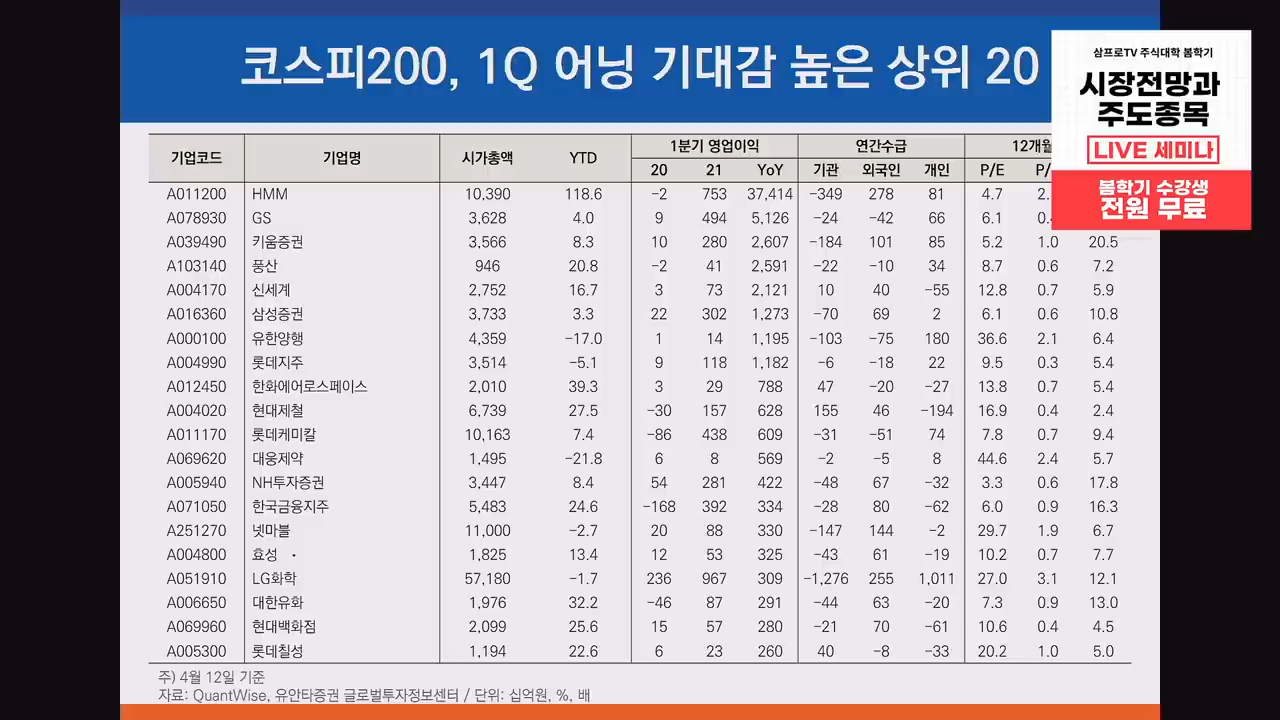 코스피200, 1Q 어닝 기대감 높은 상위 20
삼프로TV 주식대학 봄학기
시장전망과
주도종목
LIVE 세미나
봄학기 수강생
전원 무료
기업코드 기업명 시가총액 YTD 1분기 영업이익 연간수급 12개월
20 21 YoY 기관 외국인 개인 P/E P/
A011200 HMM 10,390 118.6 -2 753 37,414 -349 278 81 4.7 2.
A078930 GS 3,628 4.0 9 494 5,126 -24 -42 66 6.1 0.
A039490 키움증권 3,566 8.3 10 280 2,607 -184 101 85 5.2 1.0 20.5
A103140 풍산 946 20.8 -2 41 2,591 -22 -10 34 8.7 0.6 7.2
A004170 신세계 2,752 16.7 3 73 2,121 10 40 -55 12.8 0.7 5.9
A016360 삼성증권 3,733 3.3 22 302 1,273 -70 69 2 6.1 0.6 10.8
A000100 유한양행 4,359 -17.0 1 14 1,195 -103 -75 180 36.6 2.1 6.4
A004990 롯데지주 3,514 -5.1 9 118 1,182 -6 -18 22 9.5 0.3 5.4
A012450 한화에어로스페이스 2,010 39.3 3 29 788 47 -20 -27 13.8 0.7 5.4
A004020 현대제철 6,739 27.5 -30 157 628 155 46 -194 16.9 0.4 2.4
A011170 롯데케미칼 10,163 7.4 -86 438 609 -31 -51 74 7.8 0.7 9.4
A069620 대웅제약 1,495 -21.8 6 8 569 -2 -5 8 44.6 2.4 5.7
A005940 NH투자증권 3,447 8.4 54 281 422 -48 67 -32 3.3 0.6 17.8
A071050 한국금융지주 5,483 24.6 -168 392 334 -28 80 -62 6.0 0.9 16.3
A251270 넷마블 11,000 -2.7 20 88 330 -147 144 -2 29.7 1.9 6.7
A004800 효성 1,825 13.4 12 53 325 -43 61 -19 10.2 0.7 7.7
A051910 LG화학 57,180 -1.7 236 967 309 -1,276 255 1,011 27.0 3.1 12.1
A006650 대한유화 1,976 32.2 -46 87 291 -44 63 -20 7.3 0.9 13.0
A069960 현대백화점 2,099 25.6 15 57 280 -21 70 -61 10.6 0.4 4.5
A005300 롯데칠성 1,194 22.6 6 23 260 40 -8 -33 20.2 1.0 5.0
주) 4월 12일 기준
자료: QuantWise, 유안타증권 글로벌투자정보센터 / 단위: 십억원, %, 배